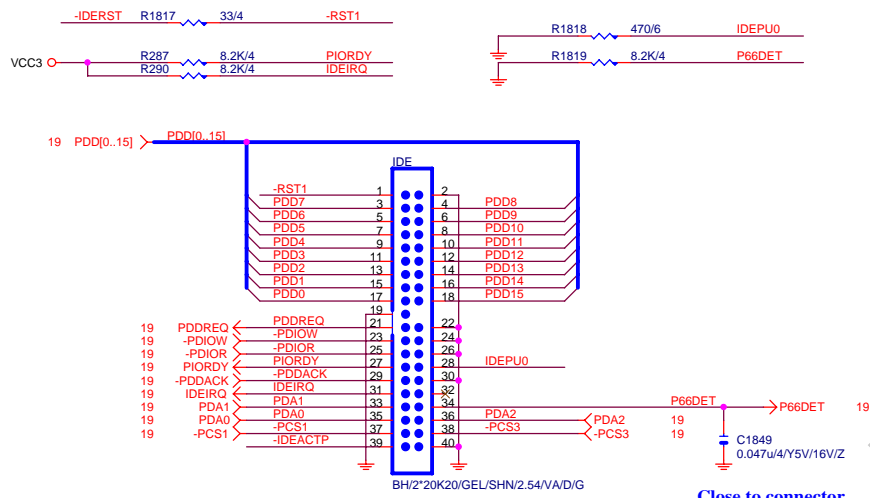 -IDERST R1817 33/4 -RST1
R1818 470/6 IDEPU0
VCC3 R287 8.2K/4 PIORDY
R290 8.2K/4 IDEIRQ
R1819 8.2K/4 P66DET
19 PDD[0..15] PDD[0..15]
IDE
-RST1 1 2
PDD7 3 4 PDD8
PDD6 5 6 PDD9
PDD5 7 8 PDD10
PDD4 9 10 PDD11
PDD3 11 12 PDD12
PDD2 13 14 PDD13
PDD1 15 16 PDD14
PDD0 17 18 PDD15
19
19 PDDREQ PDDREQ 21 22
19 -PDIOW -PDIOW 23 24
19 -PDIOR -PDIOR 25 26
19 PIORDY PIORDY 27 28 IDEPU0
19 -PDDACK -PDDACK 29 30
19 IDEIRQ IDEIRQ 31 32
19 PDA1 PDA1 33 34 P66DET P66DET 19
19 PDA0 PDA0 35 36 PDA2 PDA2 19
19 -PCS1 -PCS1 37 38 -PCS3 -PCS3 19
-IDEACTP 39 40
C1849
0.047u/4/Y5V/16V/Z
BH/2*20K20/GEL/SHN/2.54/VA/D/G
Close to connector